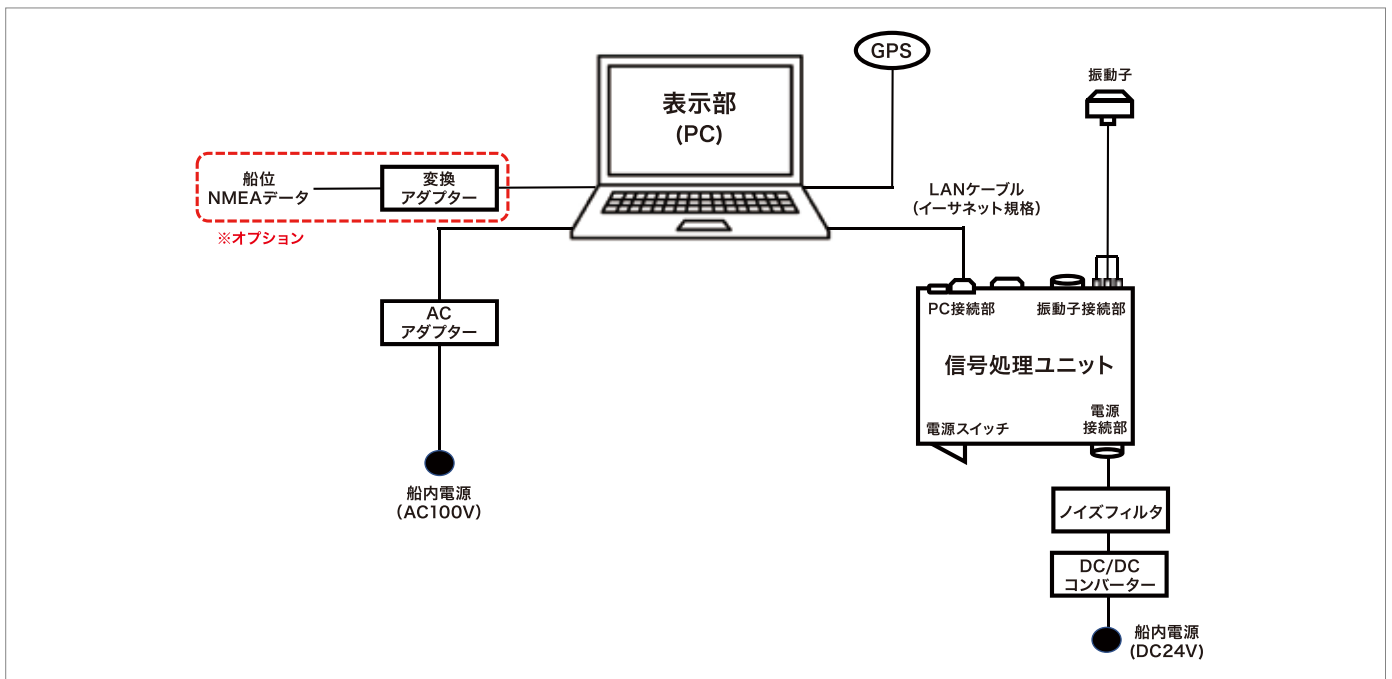 GPS
振動子
表示部
(PC)
船位
NMEAデータ
変換
アダプター
※オプション
LANケーブル
(イーサネット規格)
AC
アダプター
PC接続部
振動子接続部
信号処理ユニット
電源スイッチ
電源
接続部
船内電源
(AC100V)
ノイズフィルタ
DC/DC
コンバーター
船内電源
(DC24V)